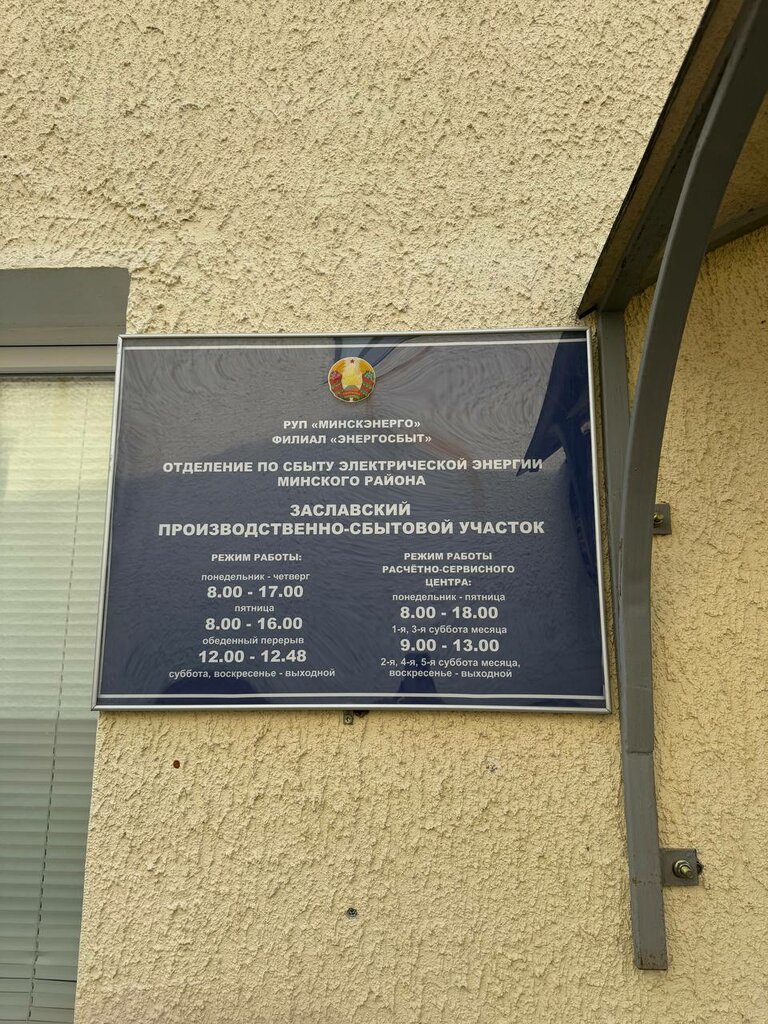 РУП «МИНСКЭНЕРГО»
ФИЛИАЛ «ЭНЕРГОСБЫТ»
ОТДЕЛЕНИЕ ПО СБЫТУ ЭЛЕКТРИЧЕСКОЙ ЭНЕРГИИ
МИНСКОГО РАЙОНА
ЗАСЛАВСКИЙ
ПРОИЗВОДСТВЕННО-СБЫТОВОЙ УЧАСТОК
РЕЖИМ РАБОТЫ:
понедельник - четверг
8.00 - 17.00
пятница
8.00 - 16.00
обеденный перерыв
12.00 - 12.48
суббота, воскресенье - выходной
РЕЖИМ РАБОТЫ
РАСЧЁТНО-СЕРВИСНОГО
ЦЕНТРА:
понедельник - пятница
8.00 - 18.00
1-я, 3-я суббота месяца
9.00 - 13.00
2-я, 4-я, 5-я суббота месяца,
воскресенье - выходной